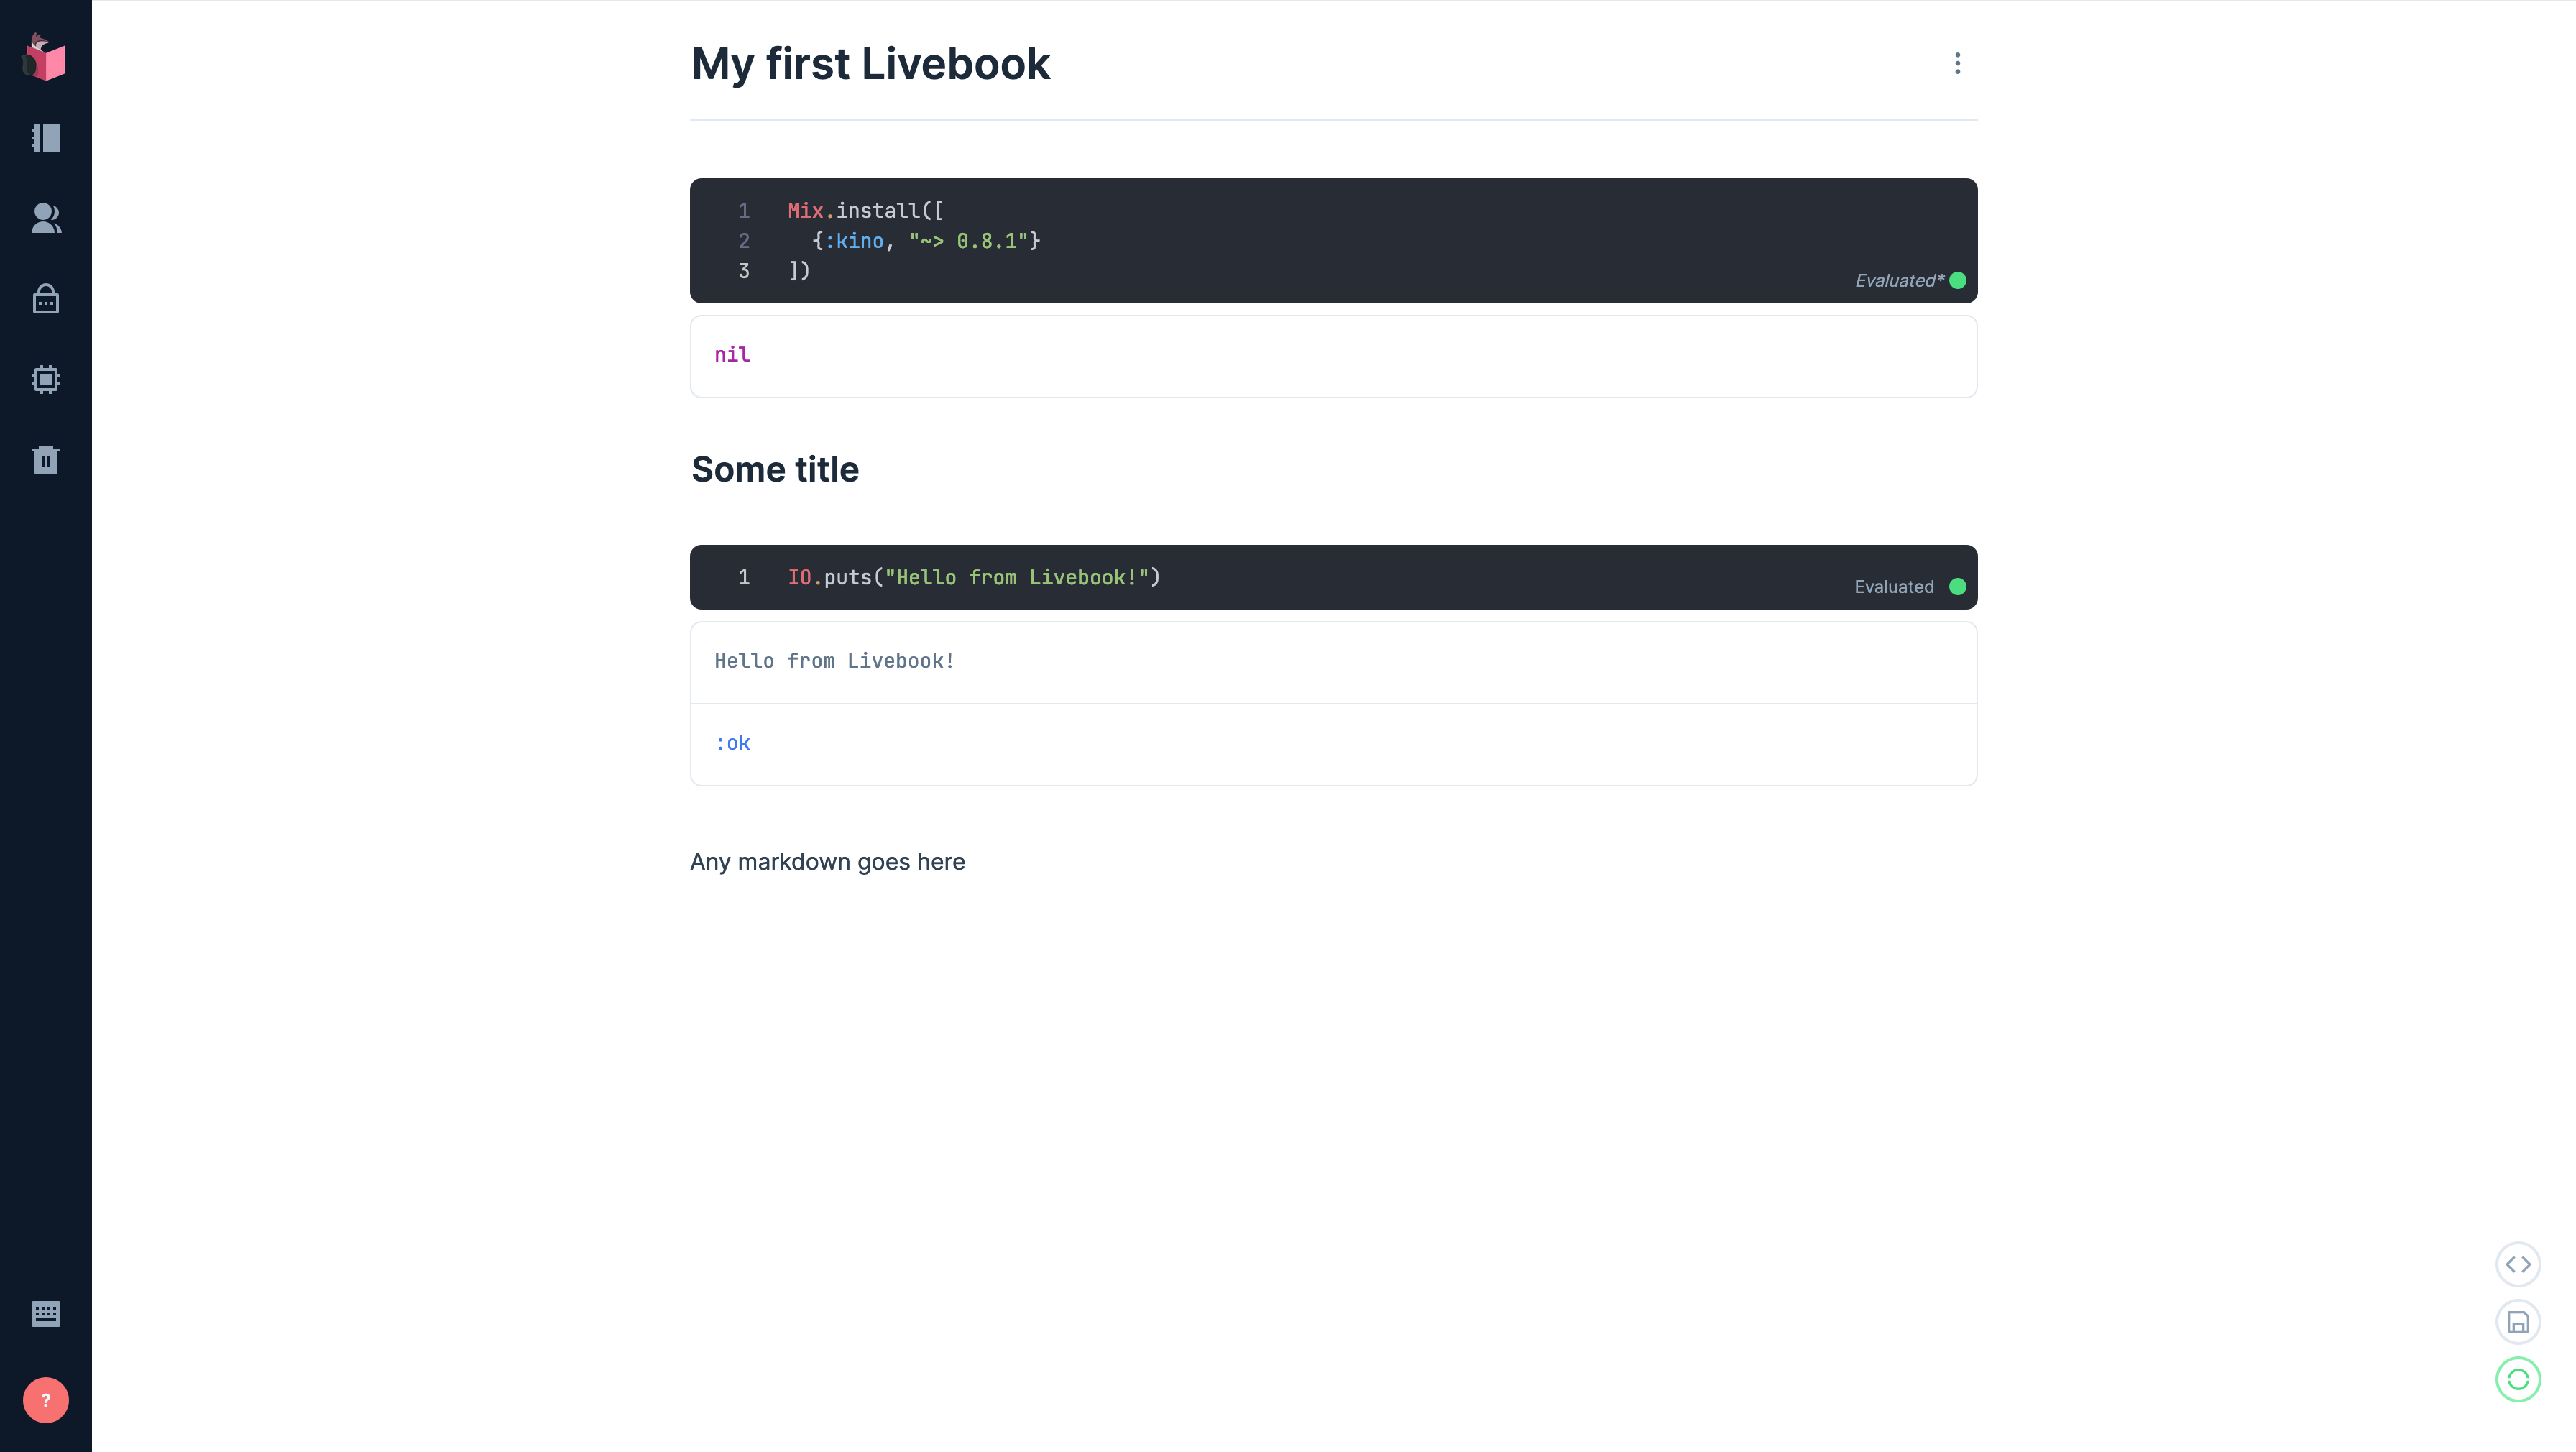 My first Livebook
1 Mix.install([
2 {:kino, "~> 0.8.1"}
3 ])
Evaluated*
nil
Some title
1 IO.puts("Hello from Livebook!")
Evaluated
Hello from Livebook!
:ok
Any markdown goes here
?